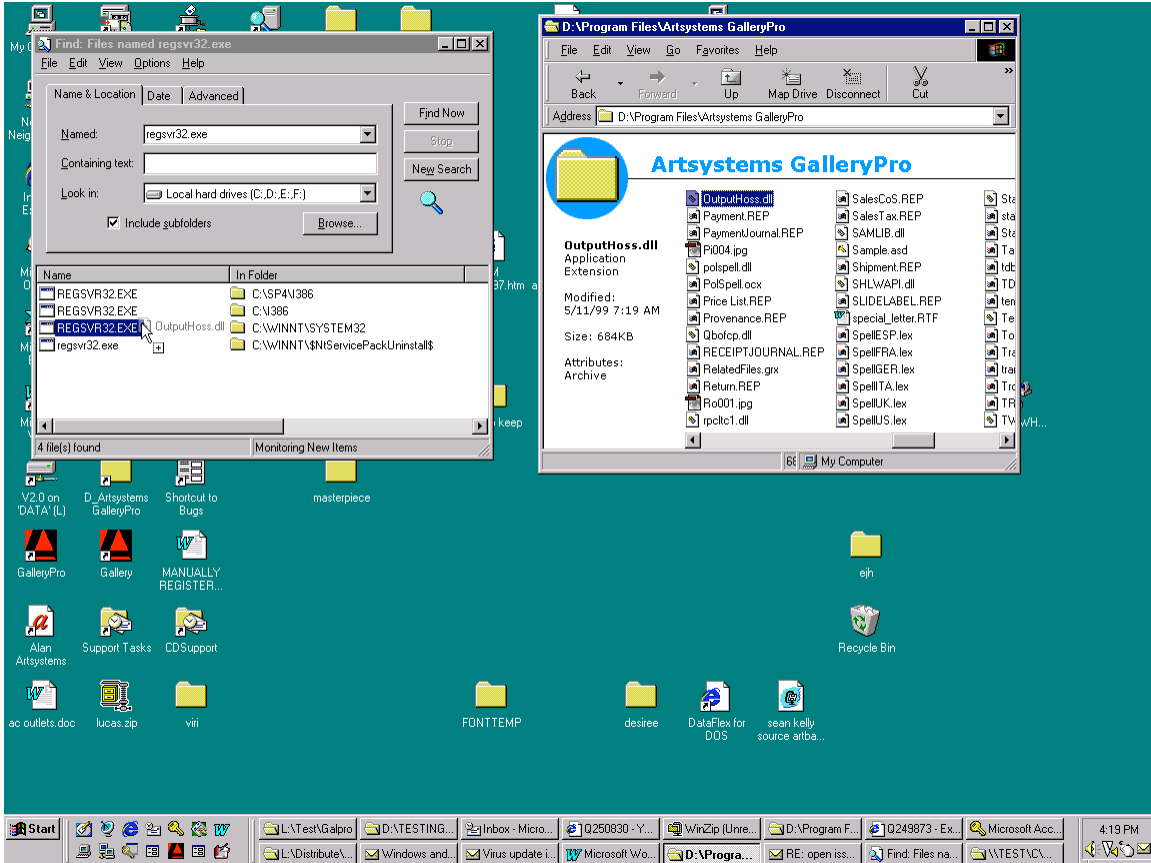 Find: Files named regsvr32.exe
File Edit View Options Help
Name & Location Date Advanced
Named: regsvr32.exe
Containing text:
Look in: Local hard drives (C:,D:,E:,F:)
Include subfolders
Browse...
Find Now
Stop
New Search
Name In Folder
REGSVR32.EXE C:\SP4\I386
REGSVR32.EXE C:\I386
REGSVR32.EXE OutputHoss.dll C:\WINNT\SYSTEM32
regsvr32.exe C:\WINNT\$NtServicePackUninstall$
4 file(s) found Monitoring New Items
D:\Program Files\Artsystems GalleryPro
File Edit View Go Favorites Help
Back Forward Up Map Drive Disconnect Cut
Address D:\Program Files\Artsystems GalleryPro
Artsystems GalleryPro
OutputHoss.dll
Application
Extension
Modified:
5/11/99 7:19 AM
Size: 684KB
Attributes:
Archive
OutputHoss.dll
Payment.REP
PaymentJournal.REP
Pi004.jpg
polspell.dll
PolSpell.ocx
Price List.REP
Provenance.REP
Qbofcp.dll
RECEIPTJOURNAL.REP
RelatedFiles.grx
Return.REP
Ro001.jpg
rpcltc1.dll
SalesCoS.REP
SalesTax.REP
SAMLIB.dll
Sample.asd
Shipment.REP
SHLWAPI.dll
SLIDELABEL.REP
special_letter.RTF
SpellESP.lex
SpellFRA.lex
SpellGER.lex
SpellITA.lex
SpellUK.lex
SpellUS.lex
My Computer
97.htm
keep
WH...
V2.0 on
'DATA' (L)
D_Artsystems
GalleryPro
Shortcut to
Bugs
masterpiece
GalleryPro
Gallery
MANUALLY
REGISTER...
ejh
Alan
Artsystems
Support Tasks
CDSupport
Recycle Bin
ac outlets.doc
lucas.zip
viri
FONTTEMP
desiree
DataFlex for
DOS
sean kelly
source artba...
Start
L:\Test\Galpro D:\TESTING... Inbox - Micro... Q250830 - Y... WinZip (Unre... D:\Program F... Q249873 - Ex... Microsoft Acc...
4:19 PM
L:\Distribute\... Windows and... Virus update i... Microsoft Wo... D:\Progra... RE: open iss... Find: Files na... \\TEST\C\...